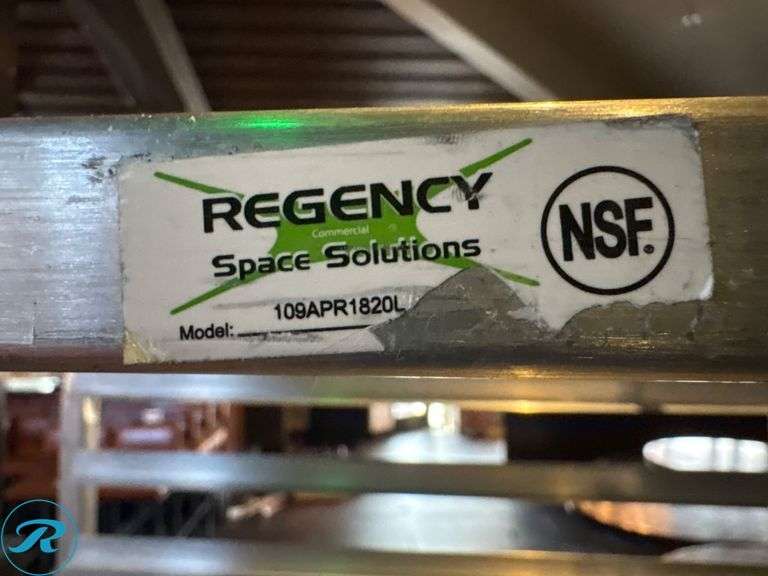 REGENCY
Commercial
Space Solutions
Model: 109APR1820L
NSF®
R